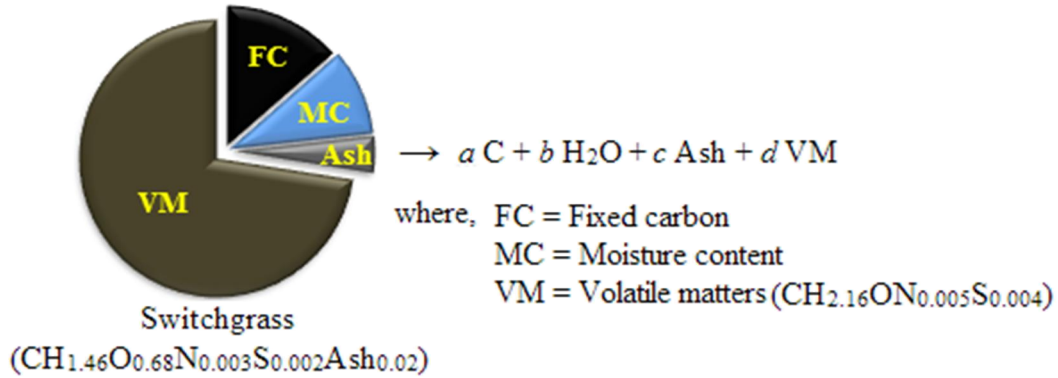 FC
MC
Ash
VM
→ a C + b H2O + c Ash + d VM
where, FC = Fixed carbon
MC = Moisture content
VM = Volatile matters (CH2.16ON0.005S0.004)
Switchgrass
(CH1.46O0.68N0.003S0.002Ash0.02)